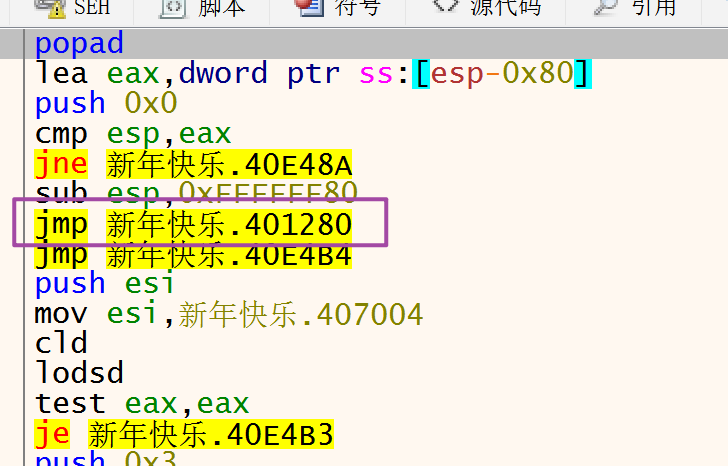 SEH 脚本 符号 源代码 引用
popad
lea eax,dword ptr ss:[esp-0x80]
push 0x0
cmp esp,eax
jne 新年快乐.40E48A
sub esp,0xFFFFFF80
jmp 新年快乐.401280
jmp 新年快乐.40E4B4
push esi
mov esi,新年快乐.407004
cld
lodsd
test eax,eax
je 新年快乐.40E4B3
push 0x3